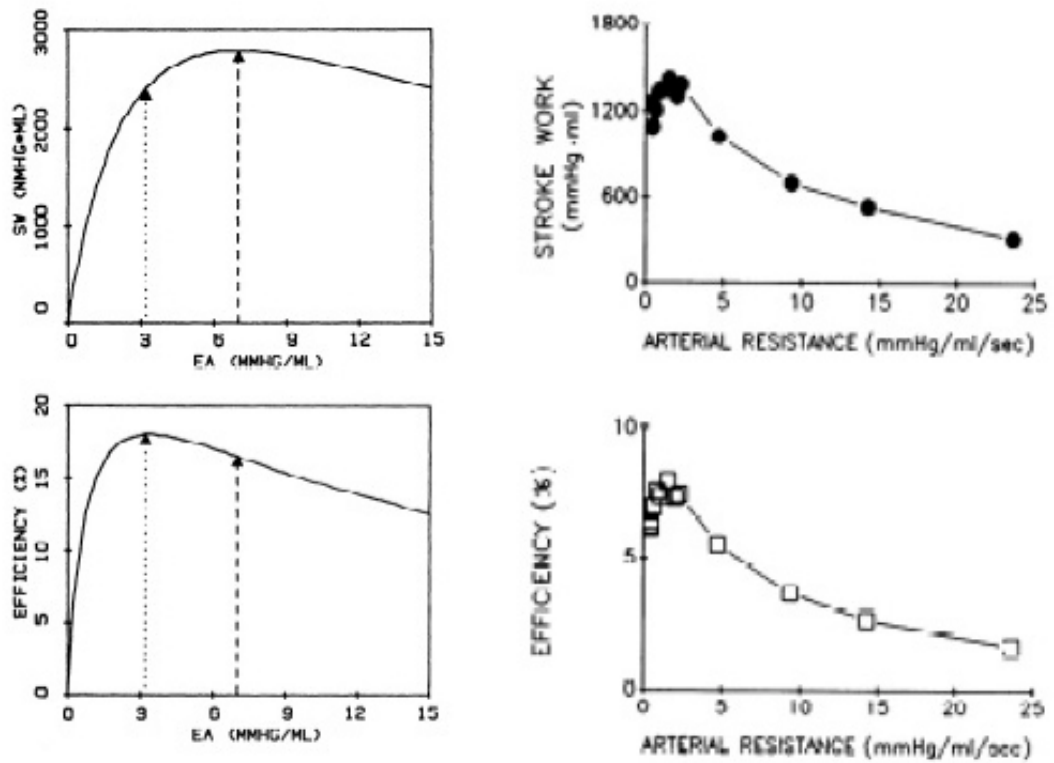 SW (MMHG*ML)
3000
2000
1000
0
0 3 6 9 12 15
EA (MMHG/ML)
STROKE WORK
(mmHg·ml)
1800
1200
600
0
0 5 10 15 20 25
ARTERIAL RESISTANCE (mmHg/ml/sec)
EFFICIENCY (%)
20
15
10
5
0
0 3 6 9 12 15
EA (MMHG/ML)
EFFICIENCY (%)
10
5
0
0 5 10 15 20 25
ARTERIAL RESISTANCE (mmHg/ml/sec)